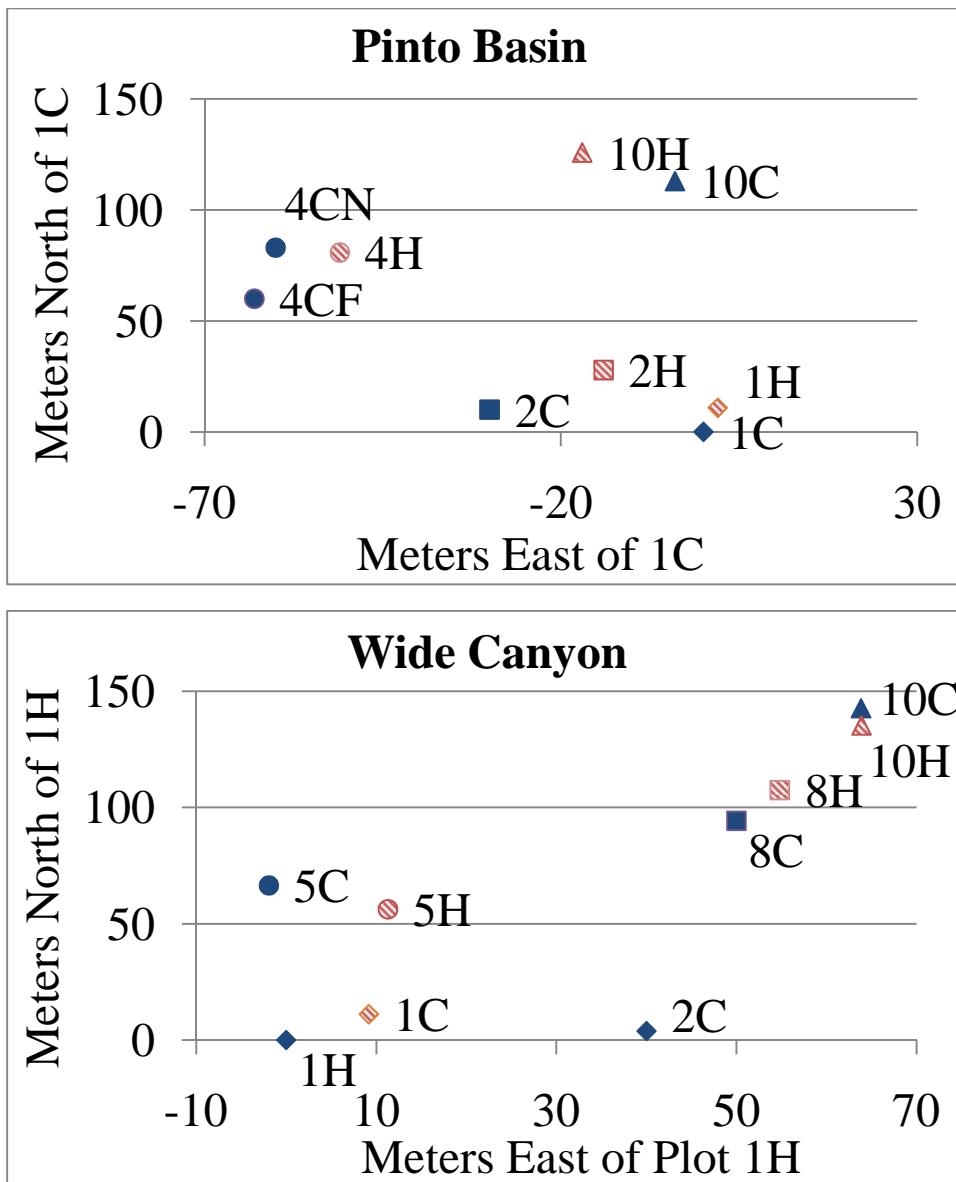 Pinto Basin
Meters North of 1C
150
100
50
0
10H
10C
4CN
4H
4CF
2H
1H
2C
1C
-70 -20 30
Meters East of 1C
Wide Canyon
Meters North of 1H
150
100
50
0
10C
10H
8H
8C
5C
5H
1C
2C
1H
-10 10 30 50 70
Meters East of Plot 1H